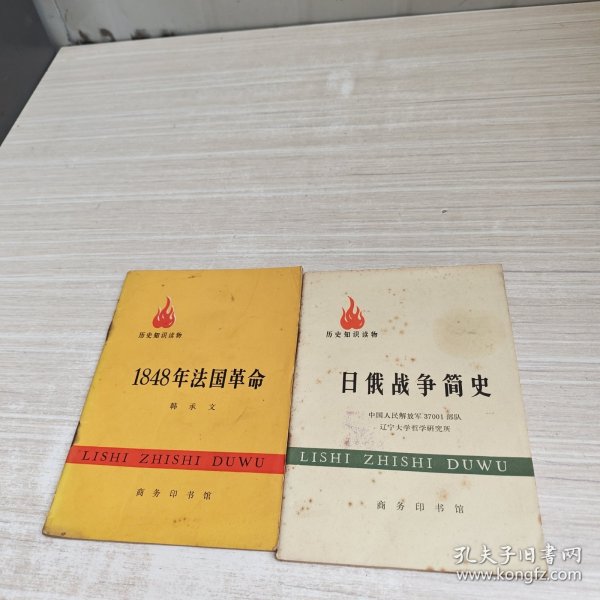 历史知识读物
1848年法国革命
韩承文
LISHI ZHISHI DUWU
商务印书馆
历史知识读物
日俄战争简史
中国人民解放军37001部队
辽宁大学哲学研究所
LISHI ZHISHI DUWU
商务印书馆
孔夫子旧书网
www.kongfz.com